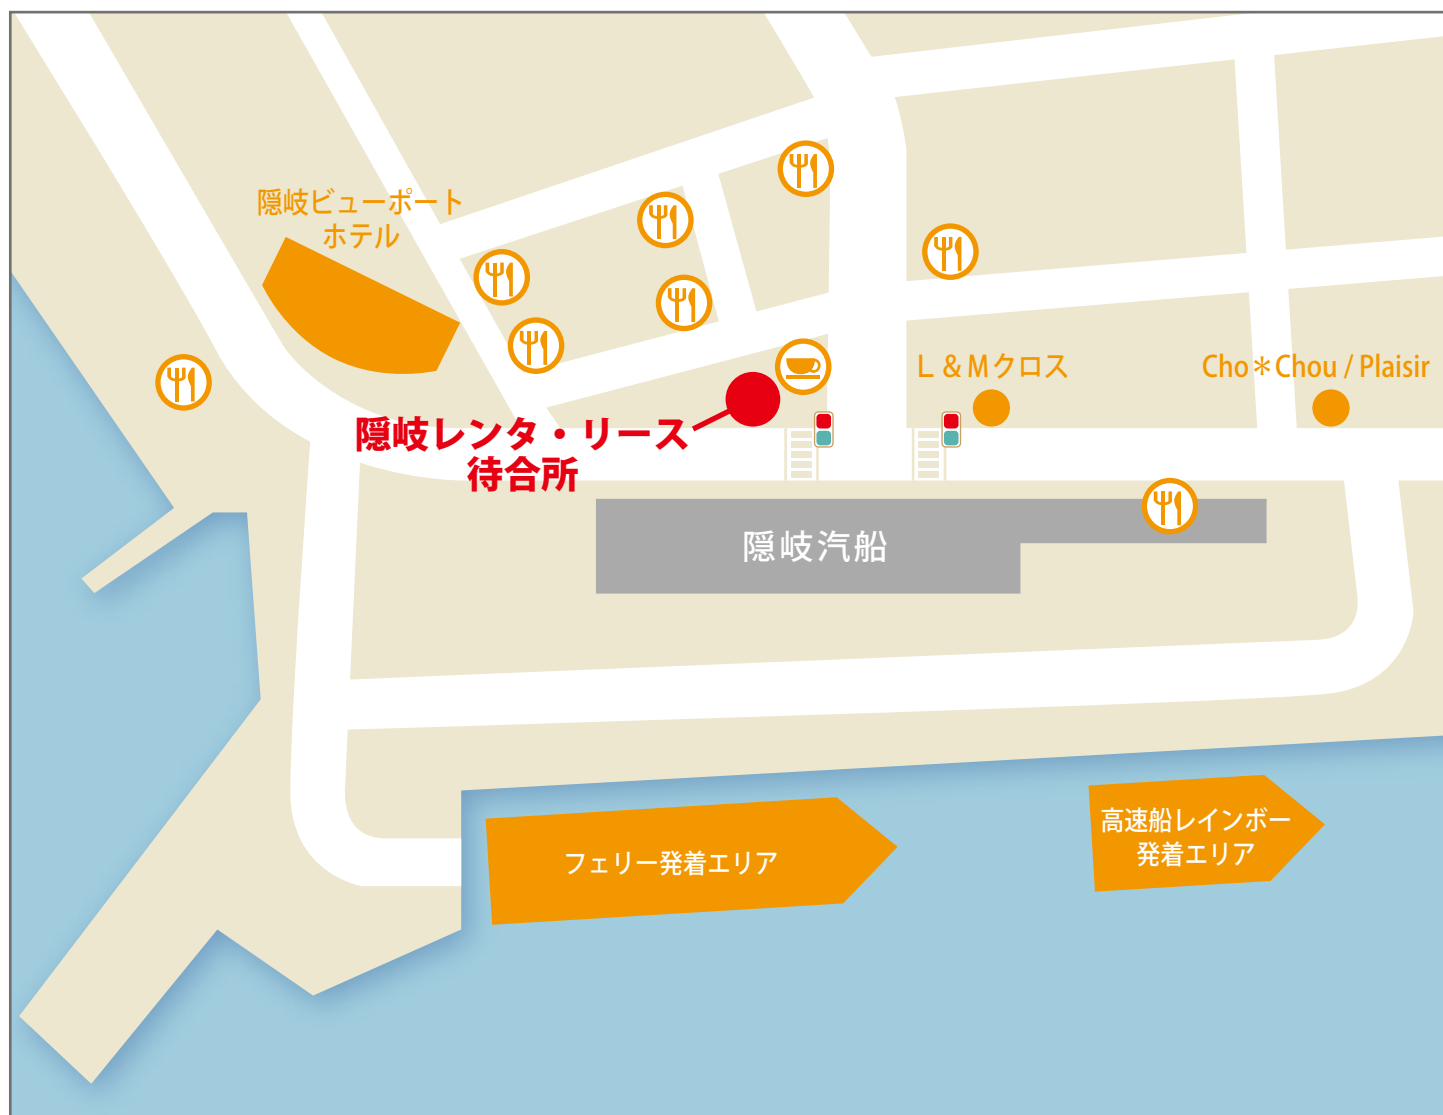 隠岐ビューポート
ホテル
L & Mクロス
Cho＊Chou / Plaisir
隠岐レンタ・リース
待合所
隠岐汽船
フェリー発着エリア
高速船レインボー
発着エリア